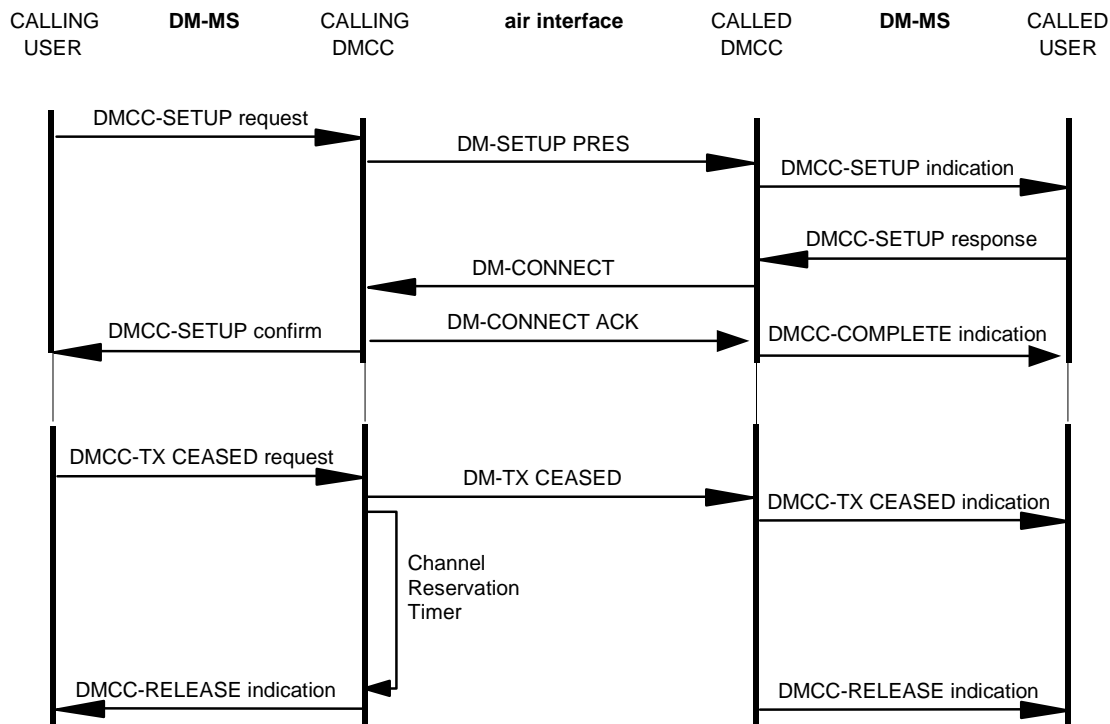 CALLING
USER
DM-MS
CALLING
DMCC
air interface
CALLED
DMCC
DM-MS
CALLED
USER
DMCC-SETUP request
DM-SETUP PRES
DMCC-SETUP indication
DMCC-SETUP response
DM-CONNECT
DMCC-SETUP confirm
DM-CONNECT ACK
DMCC-COMPLETE indication
DMCC-TX CEASED request
DM-TX CEASED
DMCC-TX CEASED indication
Channel
Reservation
Timer
DMCC-RELEASE indication
DMCC-RELEASE indication